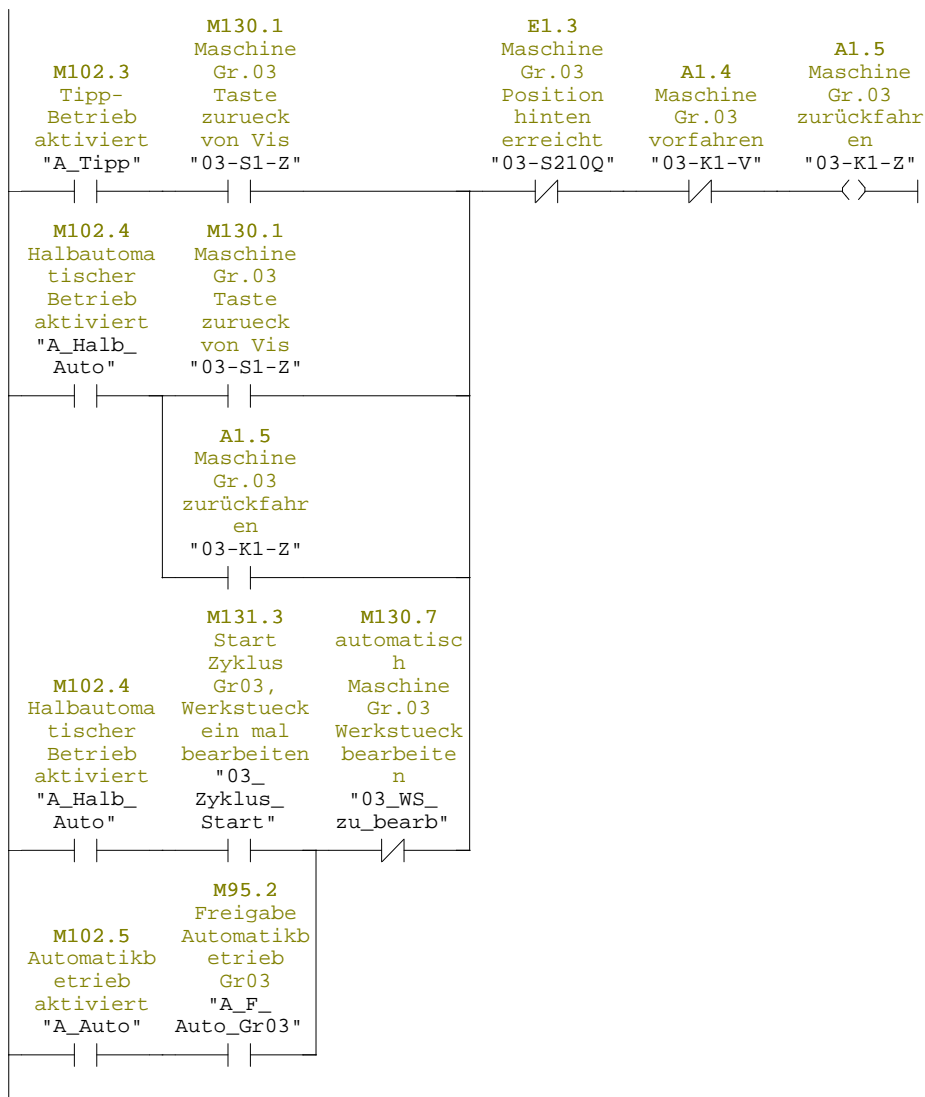 M130.1
Maschine
Gr.03
Taste
zurueck
von Vis
"03-S1-Z"
M102.3
Tipp-
Betrieb
aktiviert
"A_Tipp"
E1.3
Maschine
Gr.03
Position
hinten
erreicht
"03-S210Q"
A1.4
Maschine
Gr.03
vorfahren
"03-K1-V"
A1.5
Maschine
Gr.03
zurückfahr
en
"03-K1-Z"
M102.4
Halbautoma
tischer
Betrieb
aktiviert
"A_Halb_
Auto"
M130.1
Maschine
Gr.03
Taste
zurueck
von Vis
"03-S1-Z"
A1.5
Maschine
Gr.03
zurückfahr
en
"03-K1-Z"
M102.4
Halbautoma
tischer
Betrieb
aktiviert
"A_Halb_
Auto"
M131.3
Start
Zyklus
Gr03,
Werkstueck
ein mal
bearbeiten
"03_
Zyklus_
Start"
M130.7
automatisc
h
Maschine
Gr.03
Werkstueck
bearbeite
n
"03_WS_
zu_bearb"
M102.5
Automatikb
etrieb
aktiviert
"A_Auto"
M95.2
Freigabe
Automatikb
etrieb
Gr03
"A_F_
Auto_Gr03"